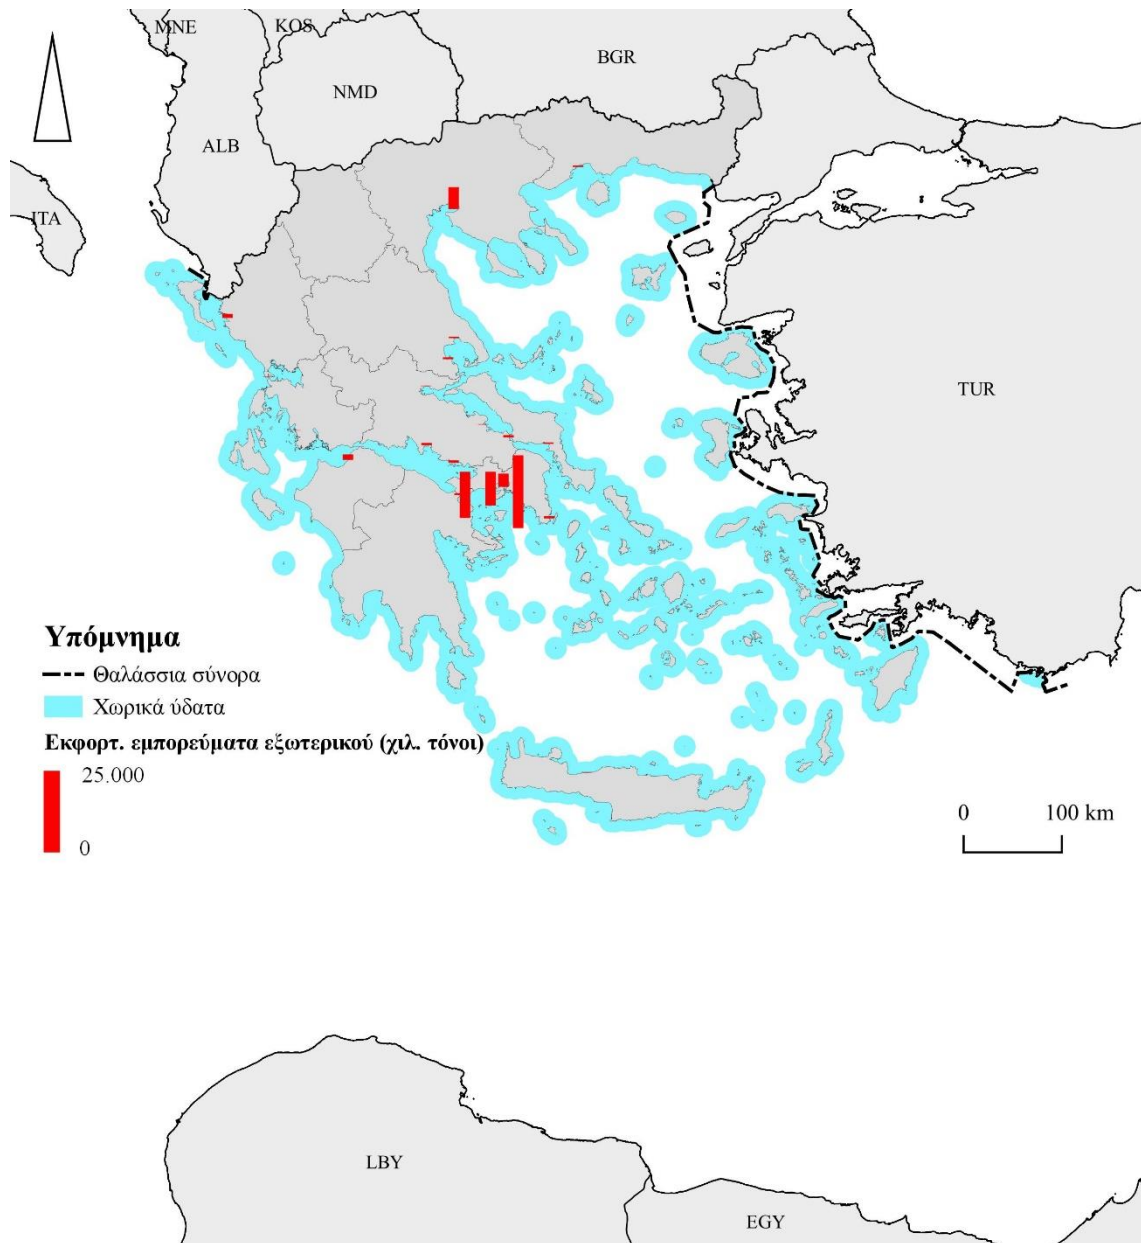 MNE
KOS
BGR
NMD
ALB
ITA
TUR
Υπόμνημα
Θαλάσσια σύνορα
Χωρικά ύδατα
Εκφορτ. εμπορεύματα εξωτερικού (χιλ. τόνοι)
25.000
0
0 100 km
LBY
EGY